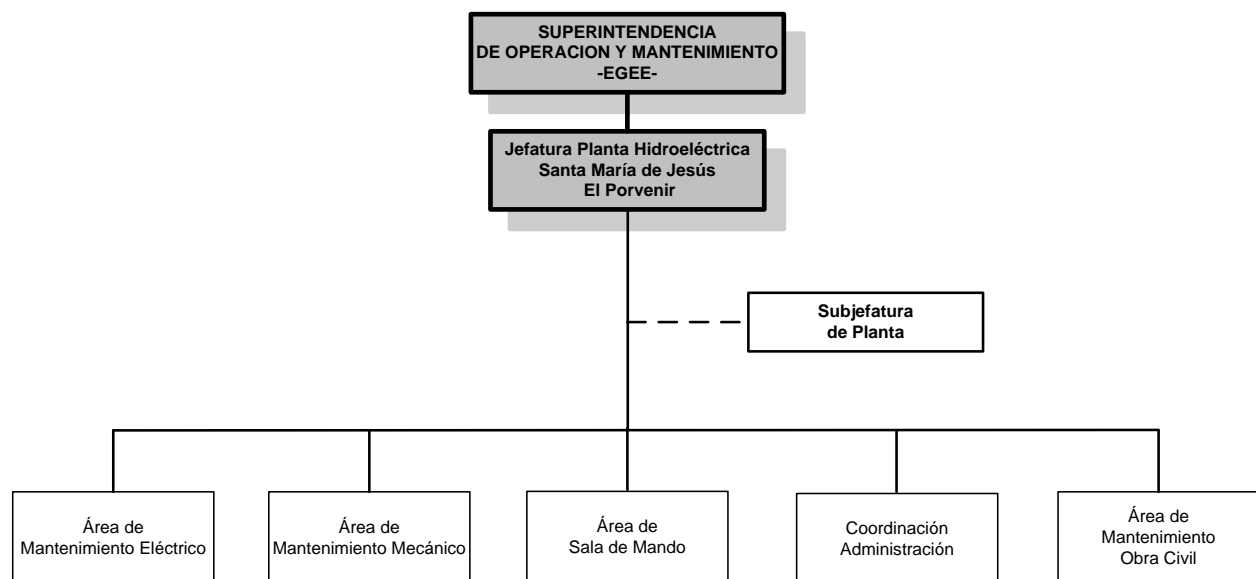 SUPERINTENDENCIA
DE OPERACION Y MANTENIMIENTO
-EGEE-
Jefatura Planta Hidroeléctrica
Santa María de Jesús
El Porvenir
Subjefatura
de Planta
Área de
Mantenimiento Eléctrico
Área de
Mantenimiento Mecánico
Área de
Sala de Mando
Coordinación
Administración
Área de
Mantenimiento
Obra Civil